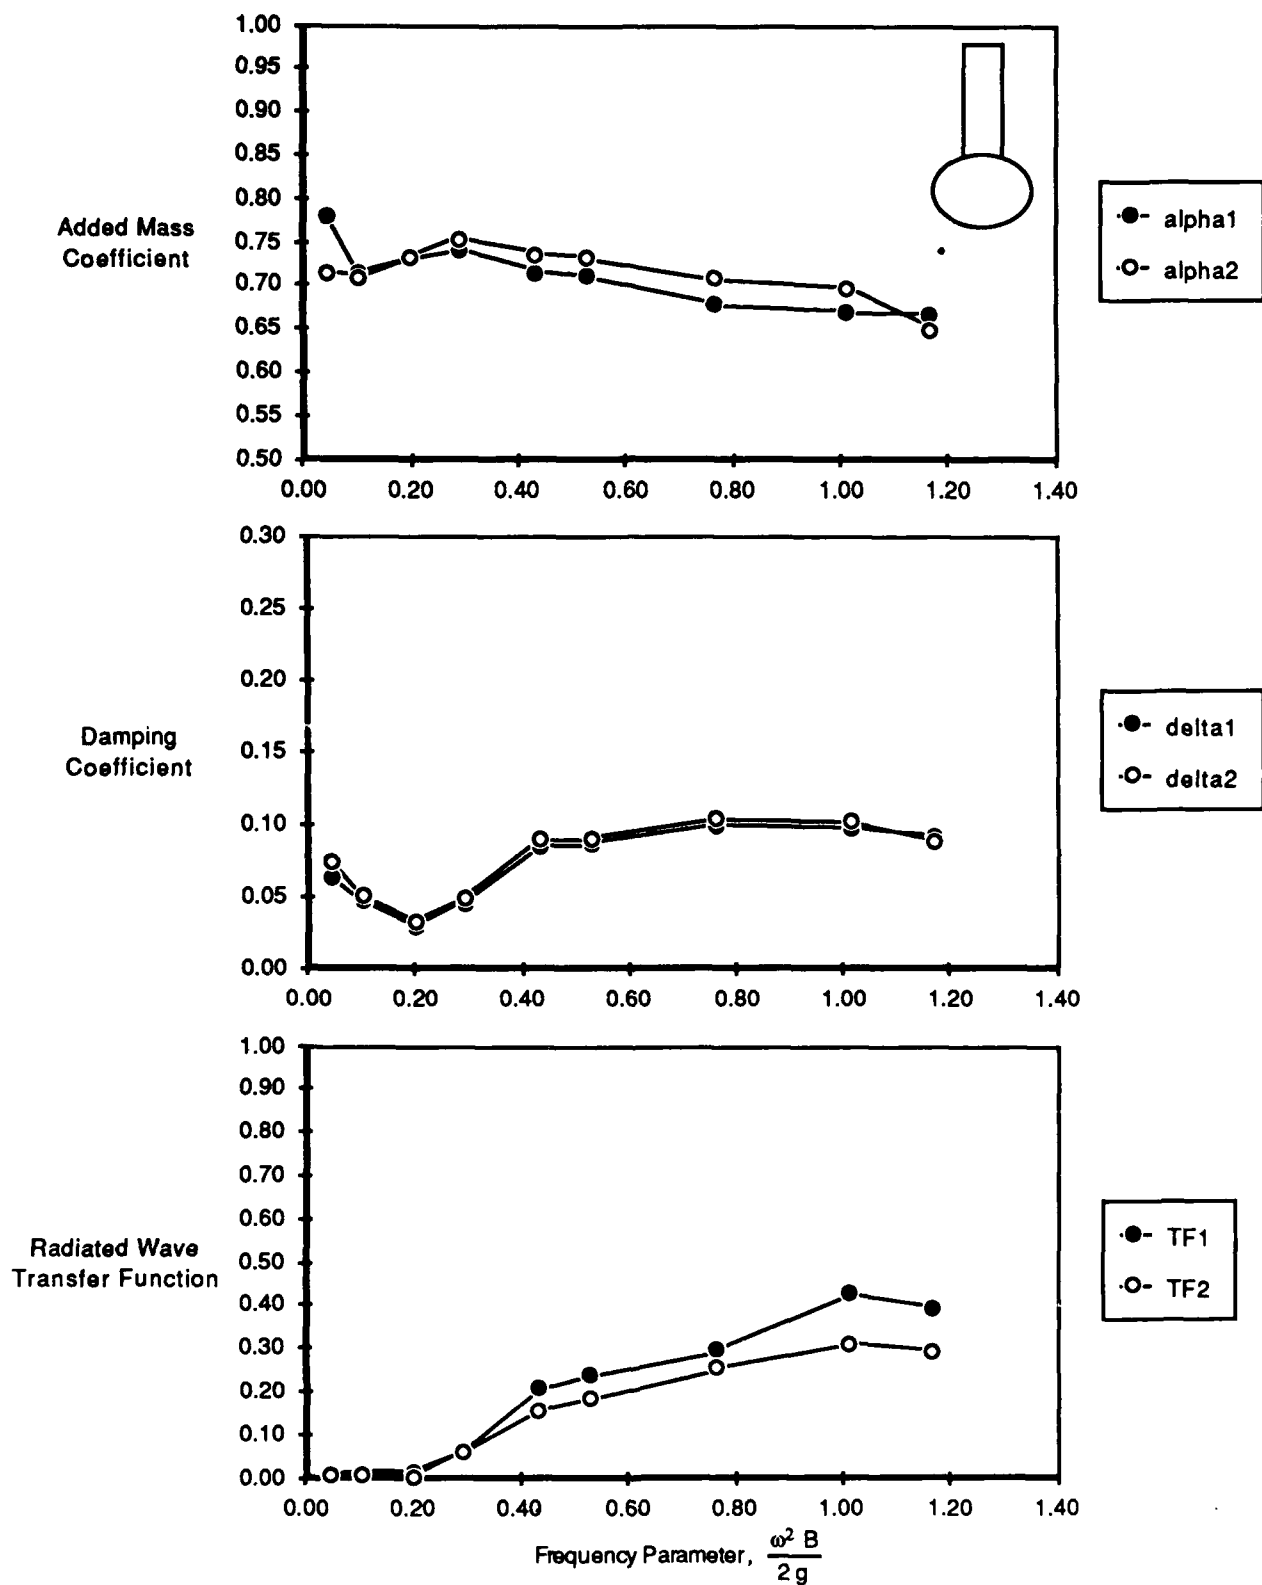 1.00
0.95
0.90
0.85
0.80
0.75
0.70
0.65
0.60
0.55
0.50
Added Mass
Coefficient
0.00 0.20 0.40 0.60 0.80 1.00 1.20 1.40
alpha1
alpha2
0.30
0.25
0.20
0.15
0.10
0.05
0.00
Damping
Coefficient
0.00 0.20 0.40 0.60 0.80 1.00 1.20 1.40
delta1
delta2
1.00
0.90
0.80
0.70
0.60
0.50
0.40
0.30
0.20
0.10
0.00
Radiated Wave
Transfer Function
0.00 0.20 0.40 0.60 0.80 1.00 1.20 1.40
TF1
TF2
Frequency Parameter, ω² B
2 g